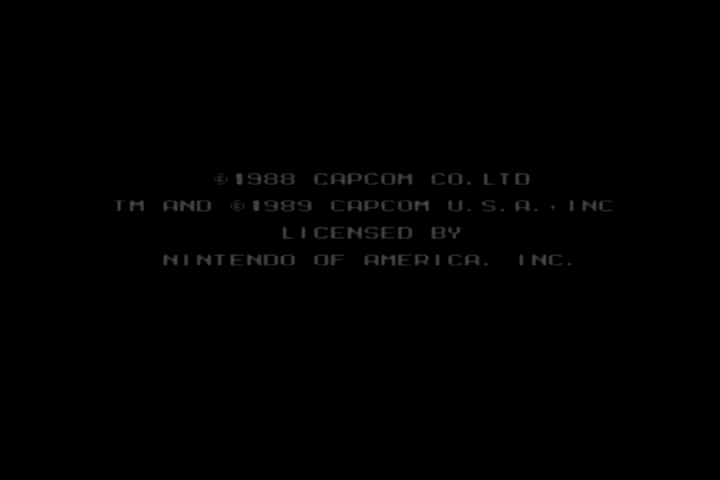 ©1988 CAPCOM CO.LTD
TM AND ©1989 CAPCOM U.S.A.,INC
LICENSED BY
NINTENDO OF AMERICA. INC.